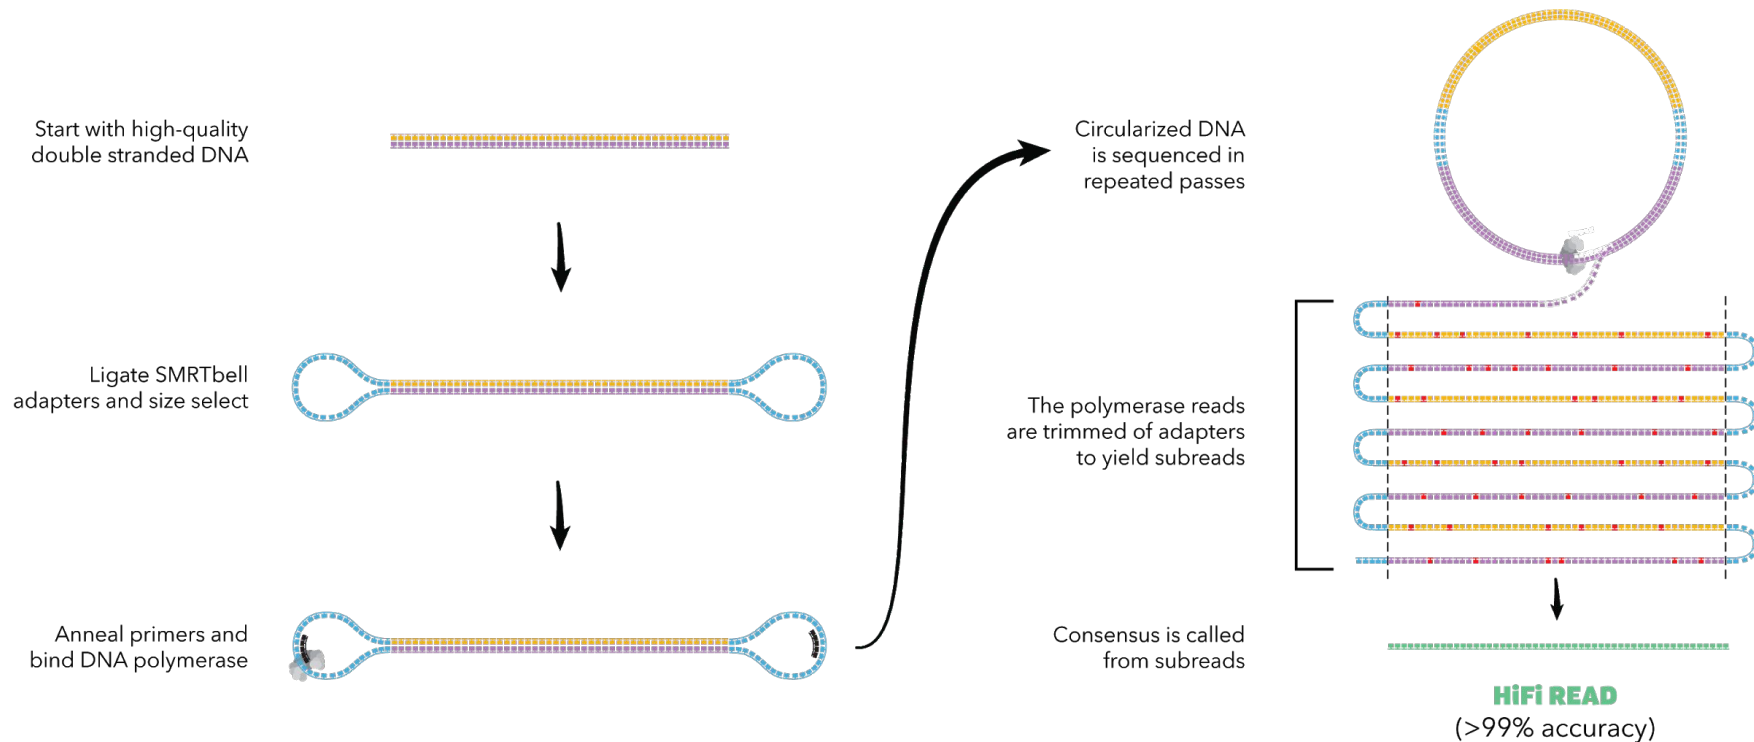 Start with high-quality
double stranded DNA
Ligate SMRTbell
adapters and size select
Anneal primers and
bind DNA polymerase
Circularized DNA
is sequenced in
repeated passes
The polymerase reads
are trimmed of adapters
to yield subreads
Consensus is called
from subreads
HiFi READ
(>99% accuracy)